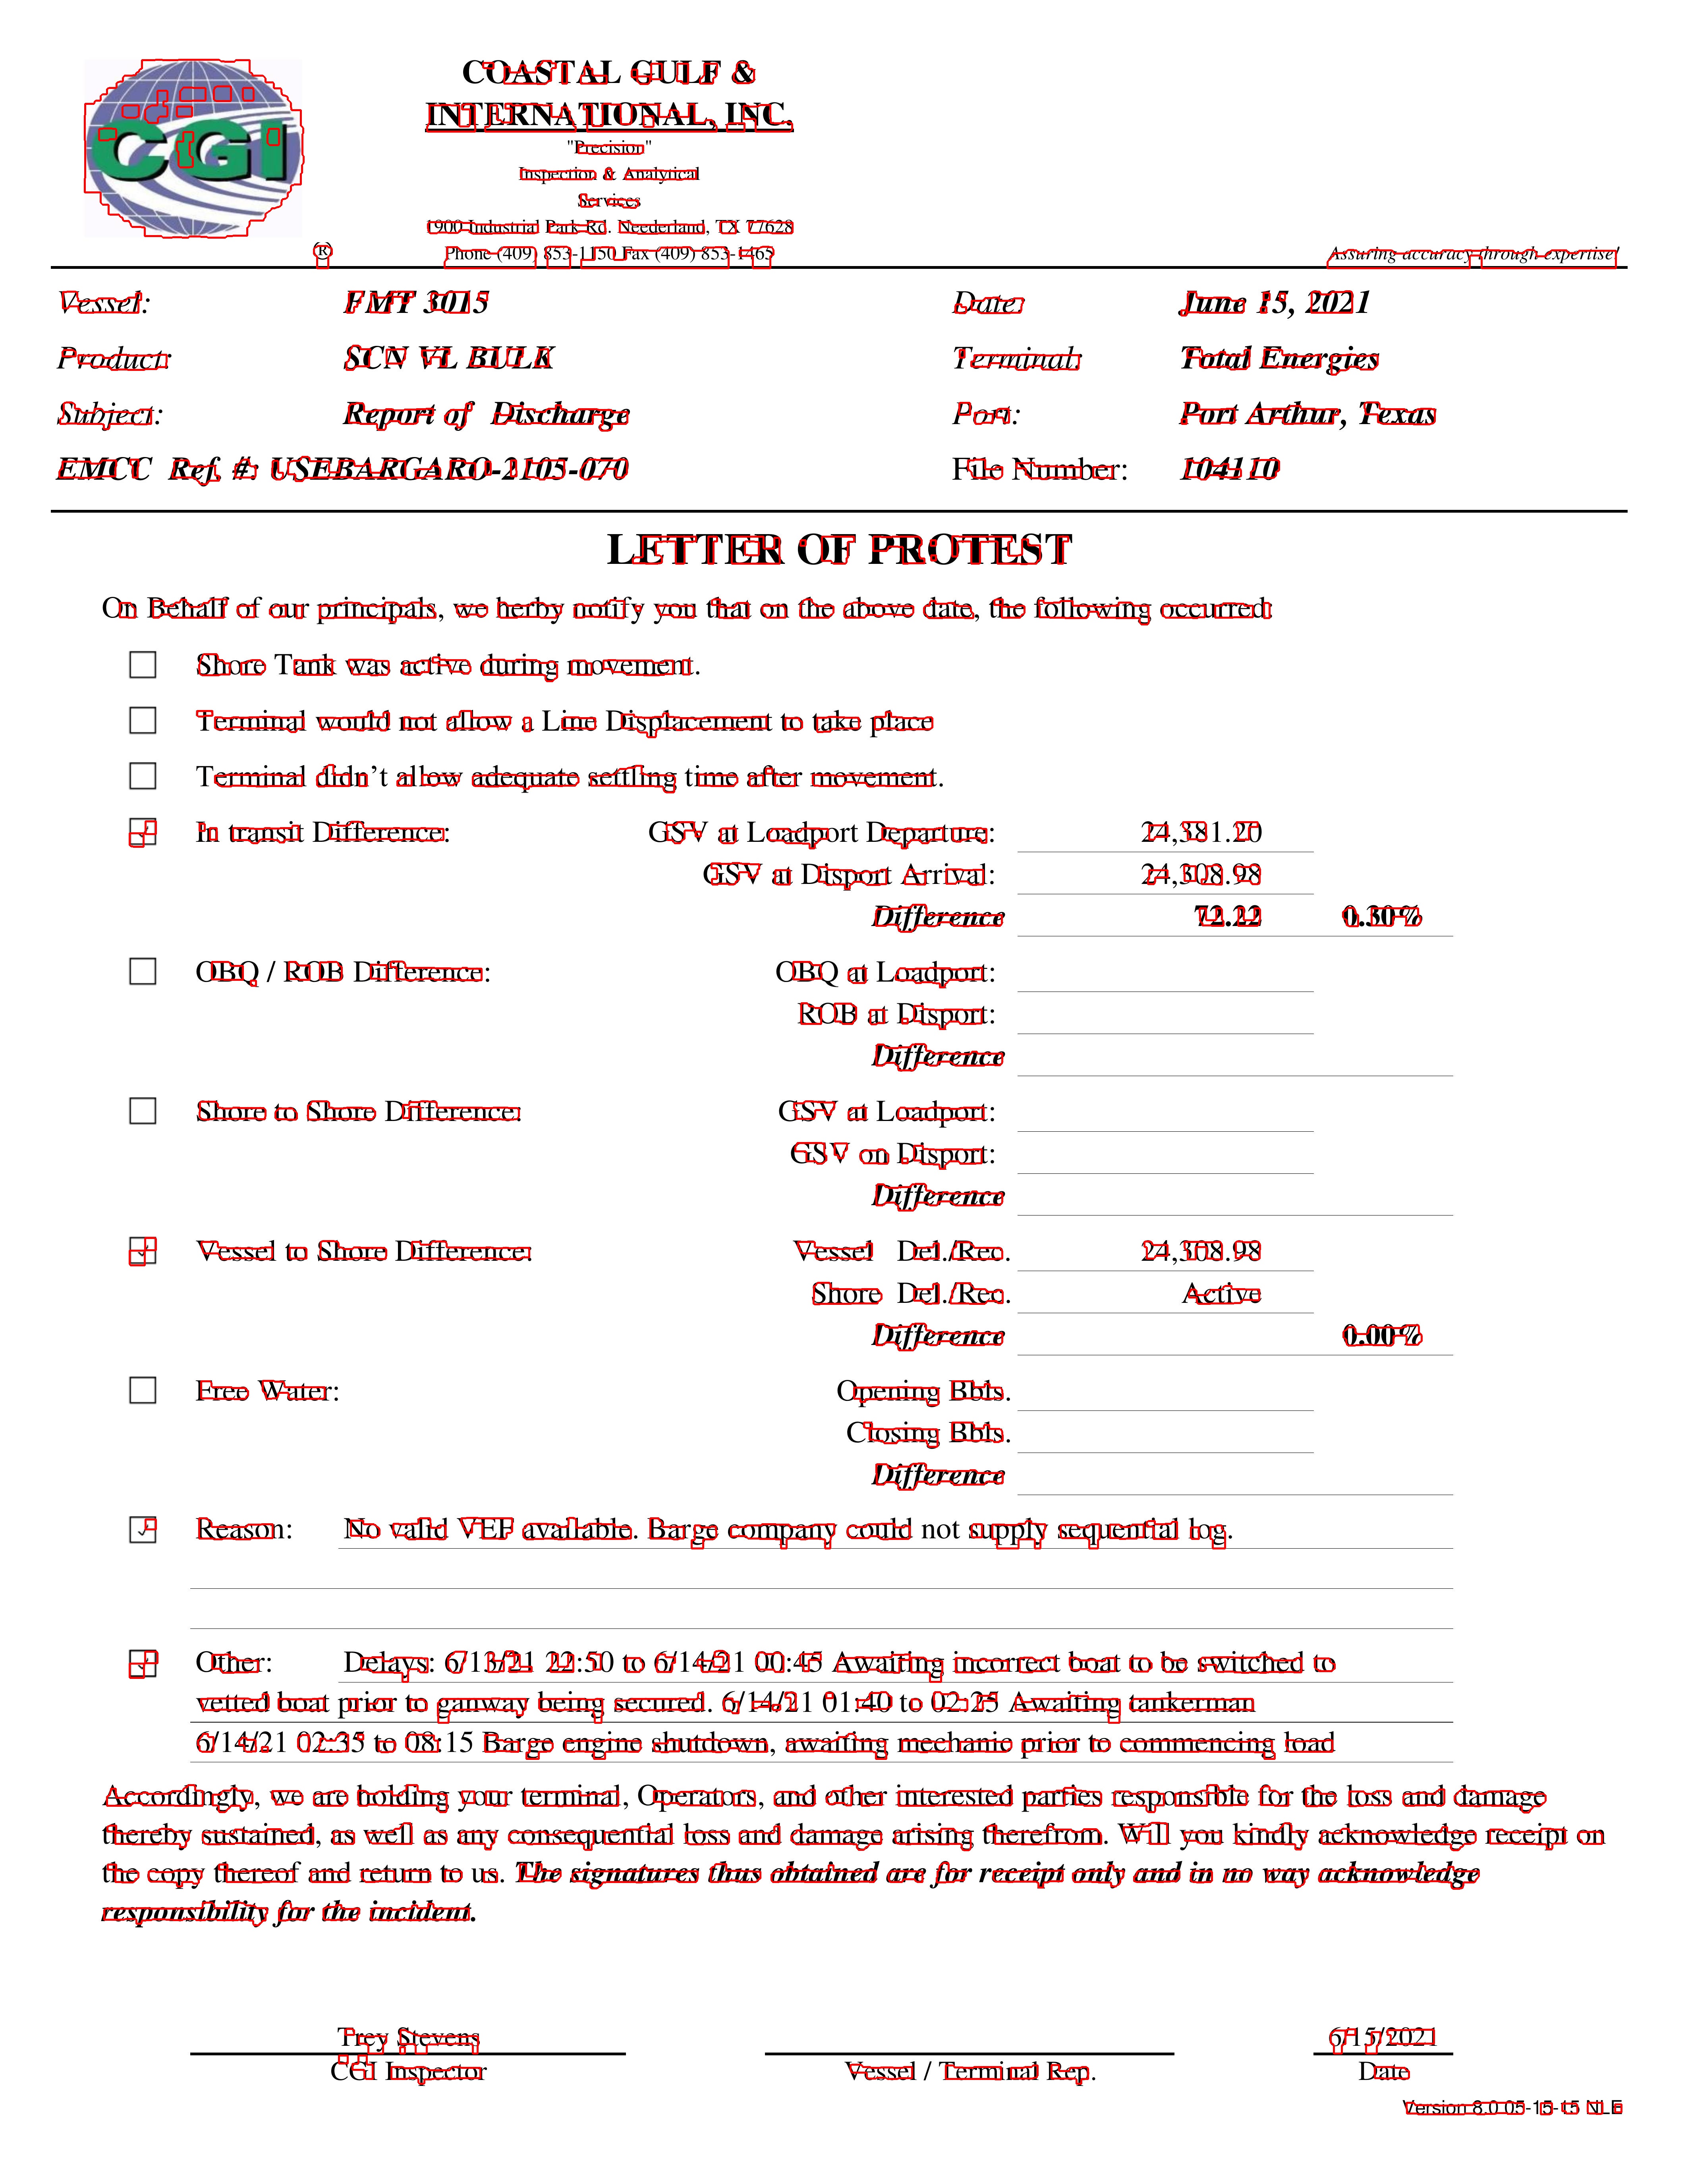 CGI
COASTAL GULF &
INTERNATIONAL, INC.
"Precision"
Inspection & Analytical
Services
1900 Industrial Park Rd. Neederland, TX 77628
® Phone (409) 853-1150 Fax (409) 853-1465 Assuring accuracy through expertise!
Vessel: FMT 3015 Date: June 15, 2021
Product: SCN VL BULK Terminal: Total Energies
Subject: Report of Discharge Port: Port Arthur, Texas
EMCC Ref. #: USEBARGARO-2105-070 File Number: 104110
LETTER OF PROTEST
On Behalf of our principals, we herby notify you that on the above date, the following occurred:
Shore Tank was active during movement.
Terminal would not allow a Line Displacement to take place
Terminal didn't allow adequate settling time after movement.
✓ In transit Difference: GSV at Loadport Departure: 24,381.20
GSV at Disport Arrival: 24,308.98
Difference 72.22 0.30%
OBQ / ROB Difference: OBQ at Loadport:
ROB at Disport:
Difference
Shore to Shore Difference: GSV at Loadport:
GSV on Disport:
Difference
✓ Vessel to Shore Difference: Vessel Del./Rec. 24,308.98
Shore Del./Rec. Active
Difference 0.00%
Free Water: Opening Bbls.
Closing Bbls.
Difference
✓ Reason: No valid VEF available. Barge company could not supply sequential log.
✓ Other: Delays: 6/13/21 22:50 to 6/14/21 00:45 Awaiting incorrect boat to be switched to
vetted boat prior to ganway being secured. 6/14/21 01:40 to 02:25 Awaiting tankerman
6/14/21 02:35 to 08:15 Barge engine shutdown, awaiting mechanic prior to commencing load
Accordingly, we are holding your terminal, Operators, and other interested parties responsible for the loss and damage
thereby sustained, as well as any consequential loss and damage arising therefrom. Will you kindly acknowledge receipt on
the copy thereof and return to us. The signatures thus obtained are for receipt only and in no way acknowledge
responsibility for the incident.
Trey Stevens 6/15/2021
CGI Inspector Vessel / Terminal Rep. Date
Version 8.0 05-15-15 NLE